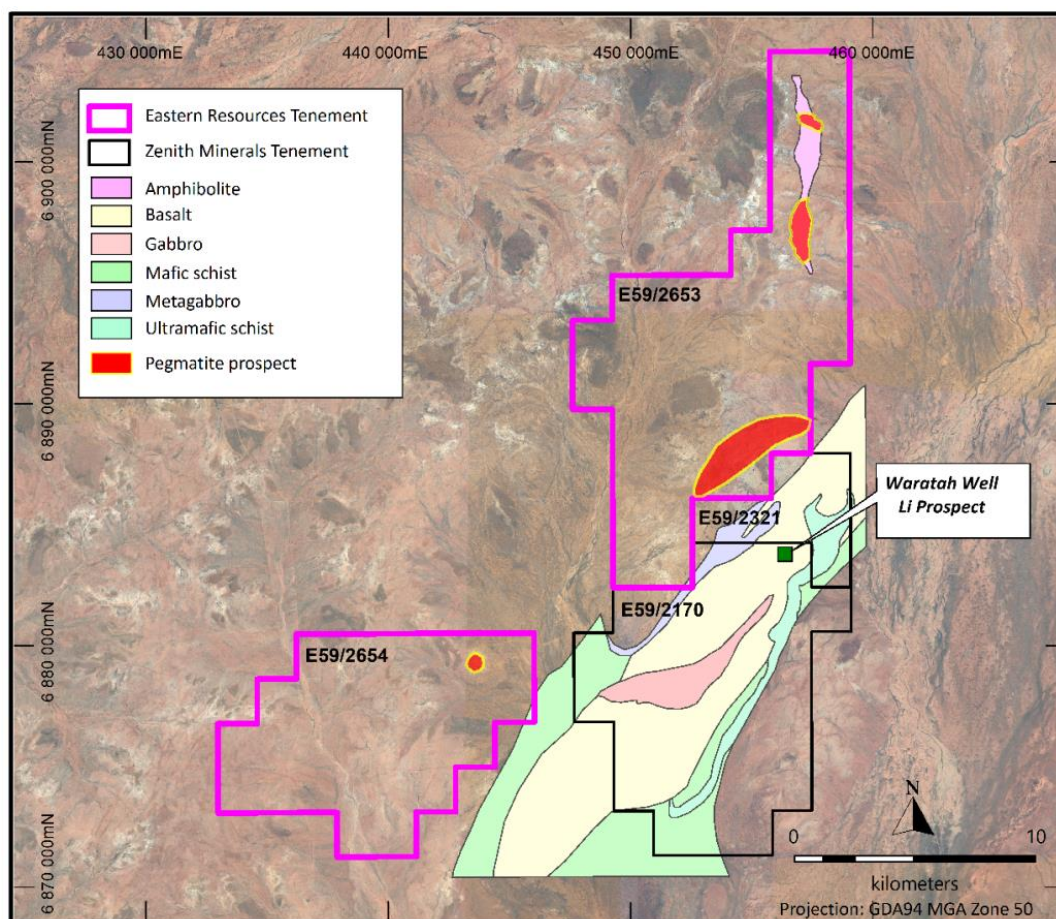 430 000mE
440 000mE
450 000mE
460 000mE
6 900 000mN
6 890 000mN
6 880 000mN
6 870 000mN
Eastern Resources Tenement
Zenith Minerals Tenement
Amphibolite
Basalt
Gabbro
Mafic schist
Metagabbro
Ultramafic schist
Pegmatite prospect
E59/2653
E59/2321
Waratah Well
Li Prospect
E59/2170
E59/2654
N
0
10
kilometers
Projection: GDA94 MGA Zone 50